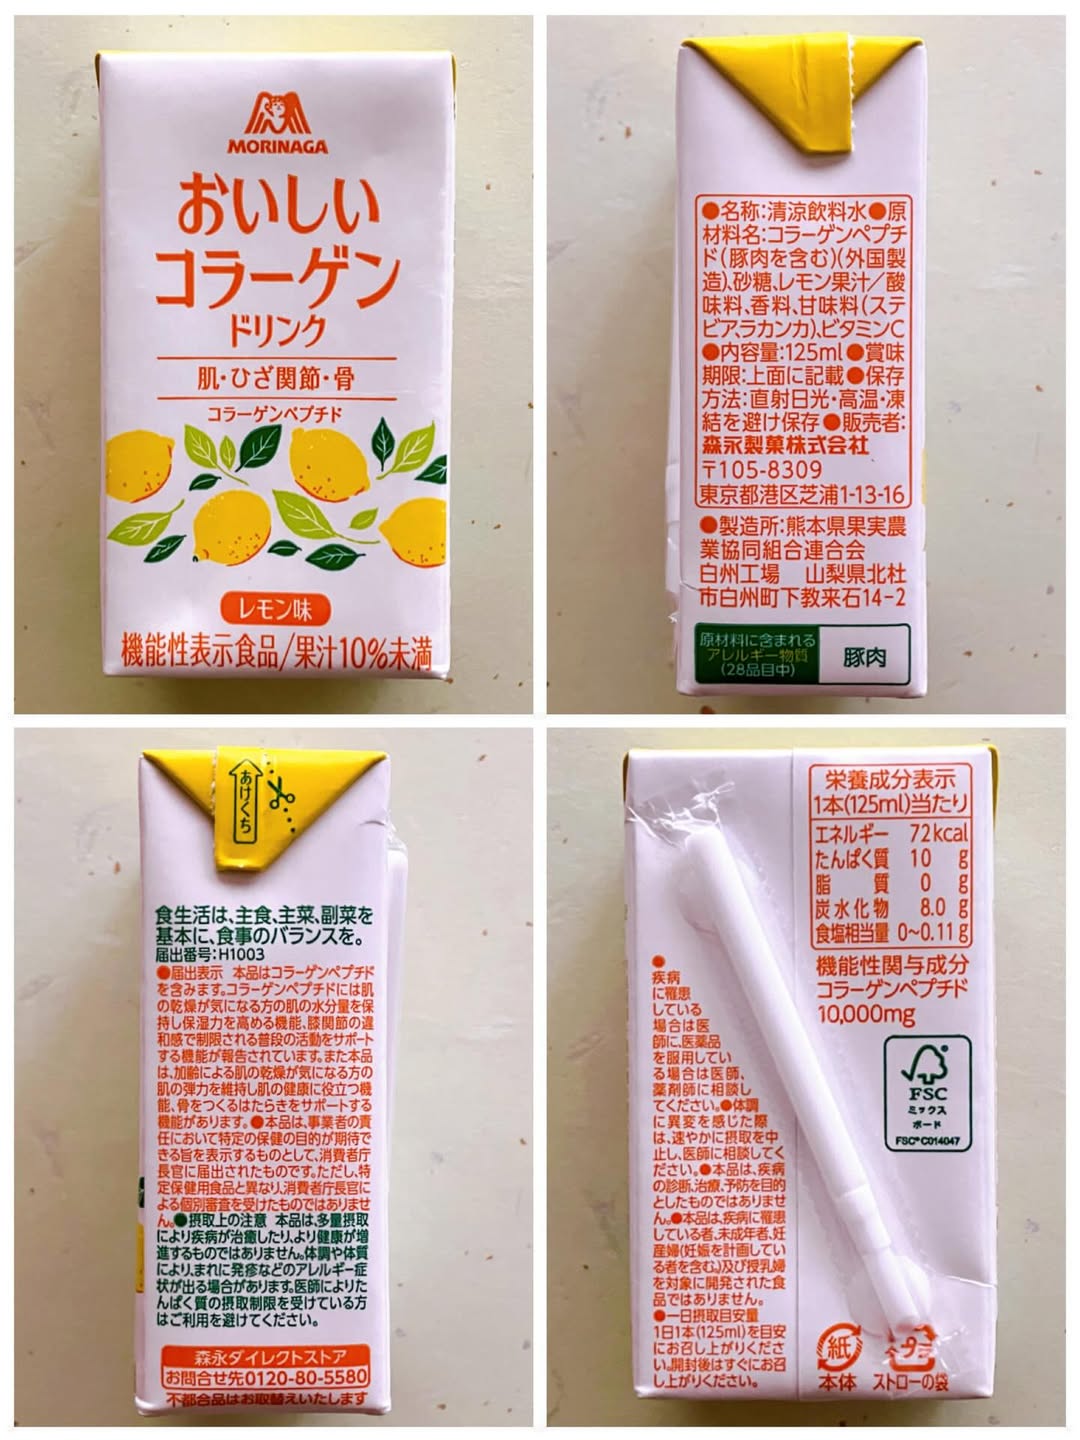 MORINAGA
おいしい
コラーゲン
ドリンク
肌・ひざ関節・骨
コラーゲンペプチド
レモン味
機能性表示食品/果汁10%未満
●名称:清涼飲料水●原
材料名:コラーゲンペプチ
ド(豚肉を含む)(外国製
造)、砂糖、レモン果汁/酸
味料、香料、甘味料(ステ
ビア、ラカンカ)、ビタミンC
●内容量:125ml●賞味
期限:上面に記載●保存
方法:直射日光・高温・凍
結を避け保存●販売者:
森永製菓株式会社
〒105-8309
東京都港区芝浦1-13-16
●製造所:熊本県果実農
業協同組合連合会
白州工場 山梨県北杜
市白州町下教来石14-2
原材料に含まれる
アレルギー物質
(28品目中)
豚肉
あけくち
食生活は、主食、主菜、副菜を
基本に、食事のバランスを。
届出番号:H1003
●届出表示 本品はコラーゲンペプチド
を含みます。コラーゲンペプチドには肌
の乾燥が気になる方の肌の水分量を保
持し保湿力を高める機能、膝関節の違
和感で制限される普段の活動をサポート
する機能が報告されています。また本品
は、加齢による肌の乾燥が気になる方の
肌の弾力を維持し肌の健康に役立つ機
能、骨をつくるはたらきをサポートする
機能があります。●本品は、事業者の責
任において特定の保健の目的が期待で
きる旨を表示するものとして、消費者庁
長官に届出されたものです。ただし、特
定保健用食品と異なり、消費者庁長官に
よる個別審査を受けたものではありませ
ん。●摂取上の注意 本品は、多量摂取
により疾病が治癒したり、より健康が増
進するものではありません。体調や体質
により、まれに発疹などのアレルギー症
状が出る場合があります。医師によりた
んぱく質の摂取制限を受けている方
はご利用を避けてください。
森永ダイレクトストア
お問合せ先0120-80-5580
不都合品はお取替えいたします
栄養成分表示
1本(125ml)当たり
エネルギー 72kcal
たんぱく質 10 g
脂質 0 g
炭水化物 8.0 g
食塩相当量 0~0.11g
機能性関与成分
コラーゲンペプチド
10,000mg
FSC
ミックス
ボード
FSC® C014047
●
疾病
に罹患
している
場合は医
師に、医薬品
を服用してい
る場合は医師、
薬剤師に相談し
てください。●体調
に異変を感じた際
は、速やかに摂取を中
止し、医師に相談してく
ださい。●本品は、疾病
の診断、治療、予防を目的
としたものではありませ
ん。●本品は、疾病に罹患
している者、未成年者、妊
産婦(妊娠を計画してい
る者を含む。)及び授乳婦
を対象に開発された食
品ではありません。
●一日摂取目安量
1日1本(125ml)を目安
にお召し上がりくださ
い。開封後はすぐにお召
し上がりください。
紙
本体
プラ
ストローの袋